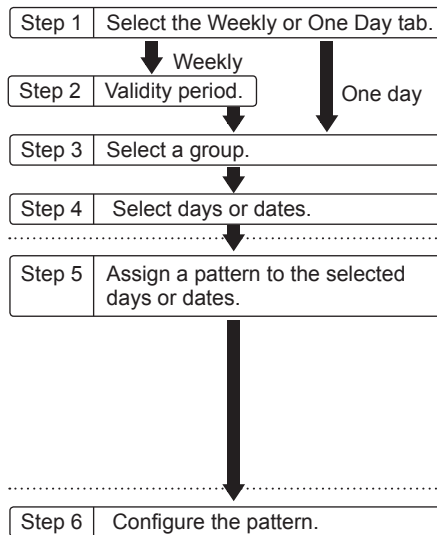 Step 1 Select the Weekly or One Day tab.
Weekly
Step 2 Validity period.
One day
Step 3 Select a group.
Step 4 Select days or dates.
Step 5 Assign a pattern to the selected
days or dates.
Step 6 Configure the pattern.